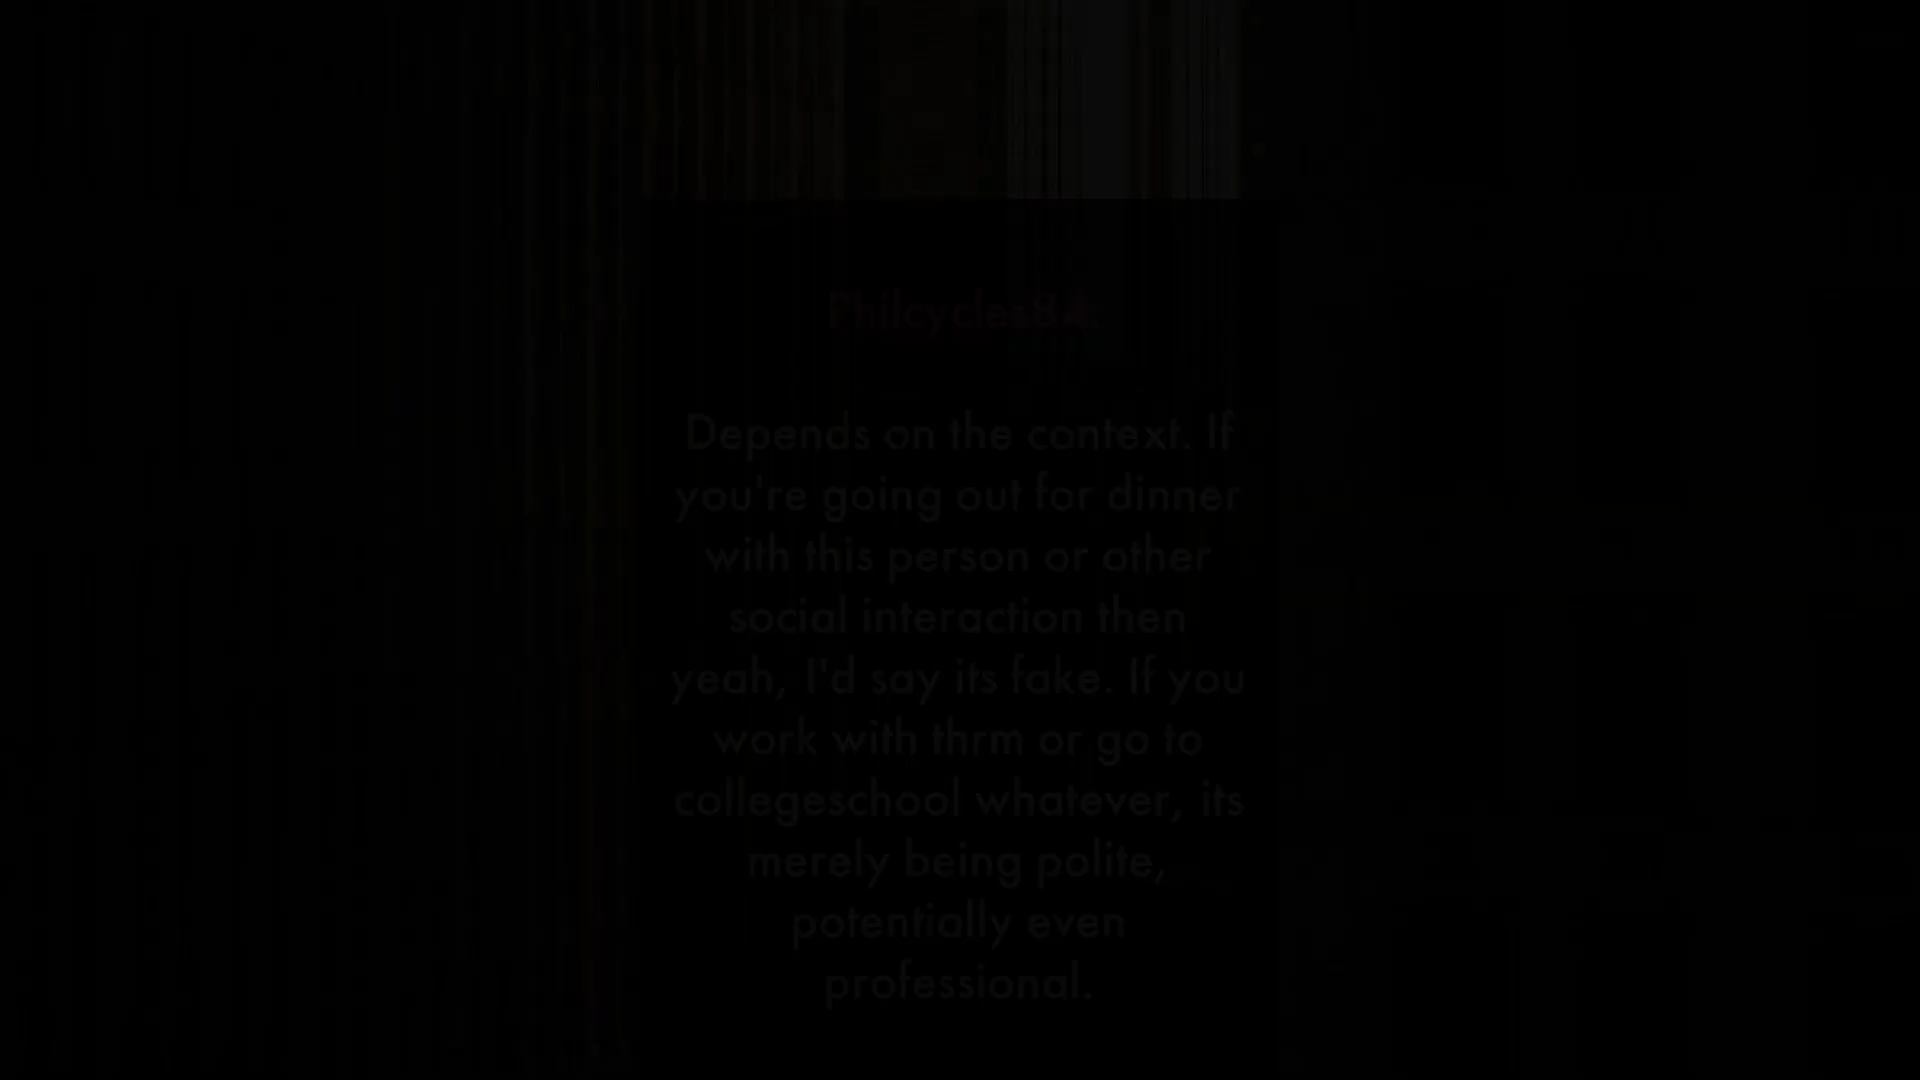 Philcycles84:
Depends on the context. If
you're going out for dinner
with this person or other
social interaction then
yeah, I'd say its fake. If you
work with thrm or go to
collegeschool whatever, its
merely being polite,
potentially even
professional.